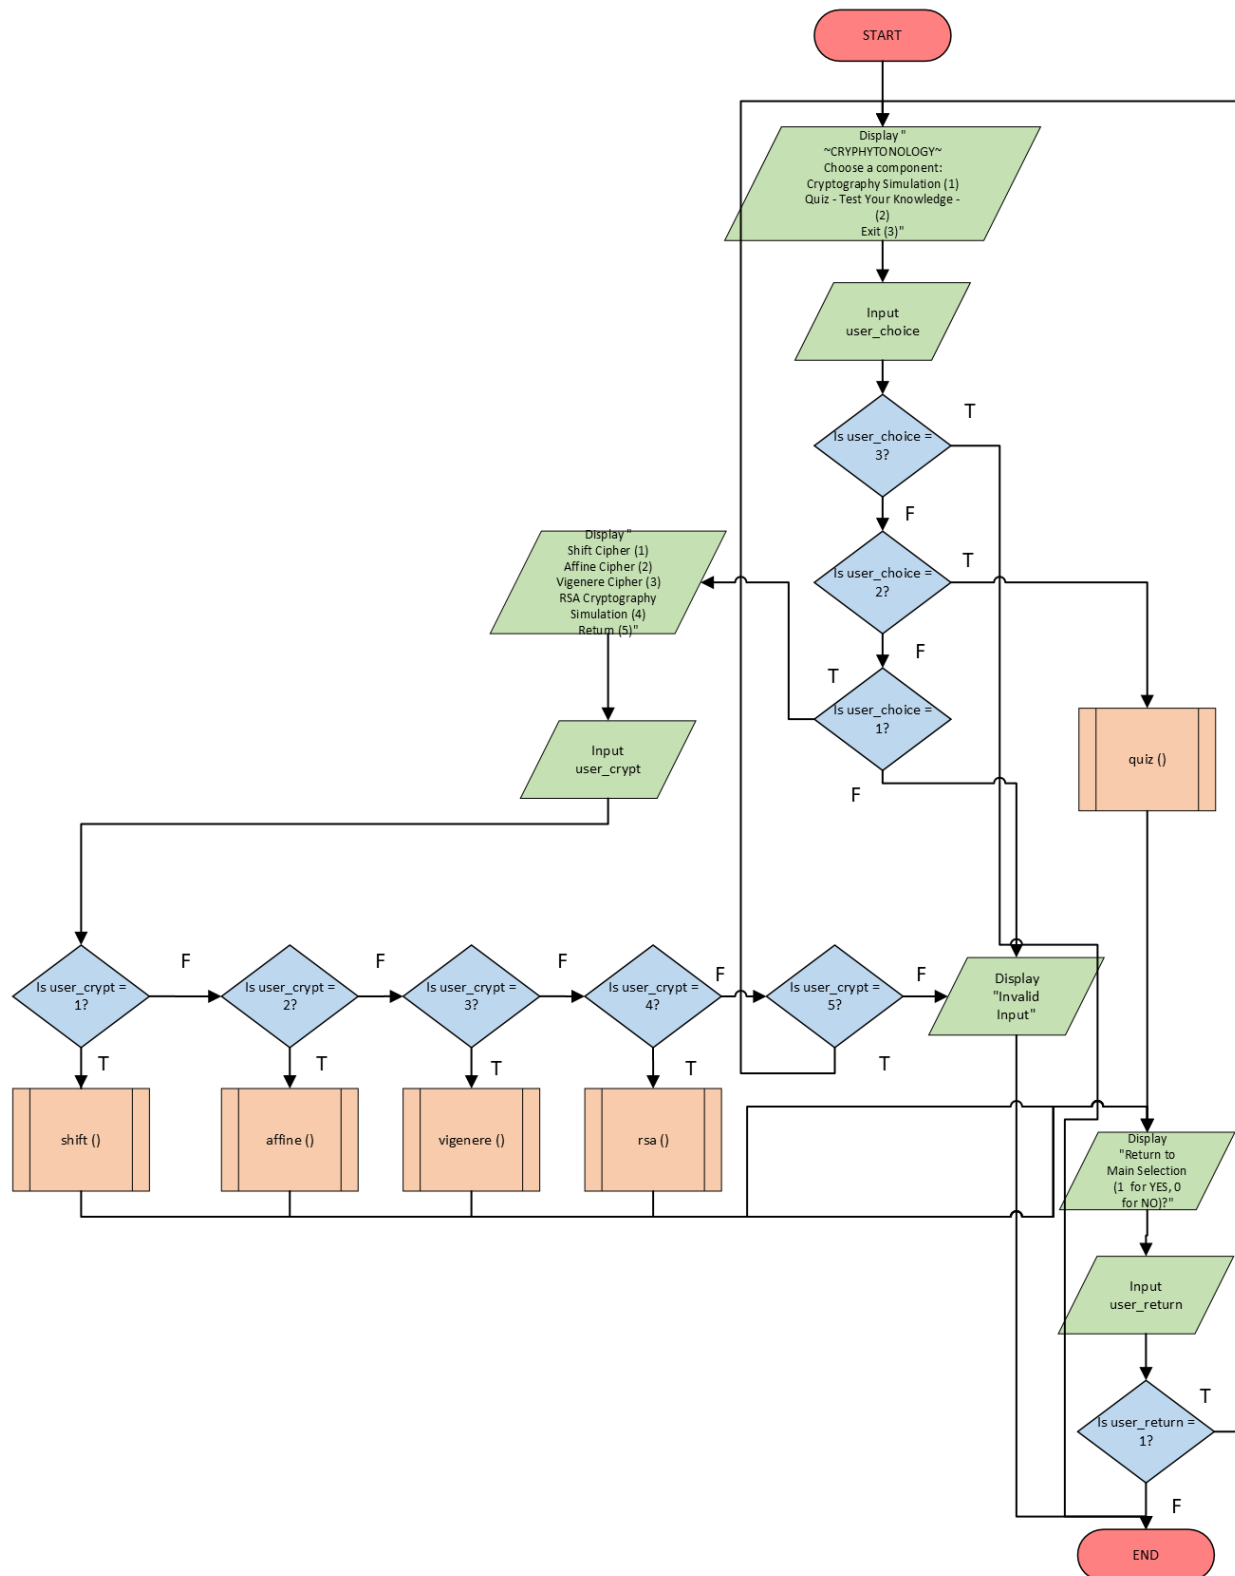 START
Display "
~CRYPHYTONOLOGY~
Choose a component:
Cryptography Simulation (1)
Quiz - Test Your Knowledge -
(2)
Exit (3)"
Input
user_choice
Is user_choice =
3?
T
F
Is user_choice =
2?
T
F
Is user_choice =
1?
T
F
Display "
Shift Cipher (1)
Affine Cipher (2)
Vigenere Cipher (3)
RSA Cryptography
Simulation (4)
Return (5)"
Input
user_crypt
quiz ()
Is user_crypt =
1?
F
T
Is user_crypt =
2?
F
T
Is user_crypt =
3?
F
T
Is user_crypt =
4?
F
T
Is user_crypt =
5?
F
T
Display
"Invalid
Input"
shift ()
affine ()
vigenere ()
rsa ()
Display
"Return to
Main Selection
(1 for YES, 0
for NO)?"
Input
user_return
Is user_return =
1?
T
F
END